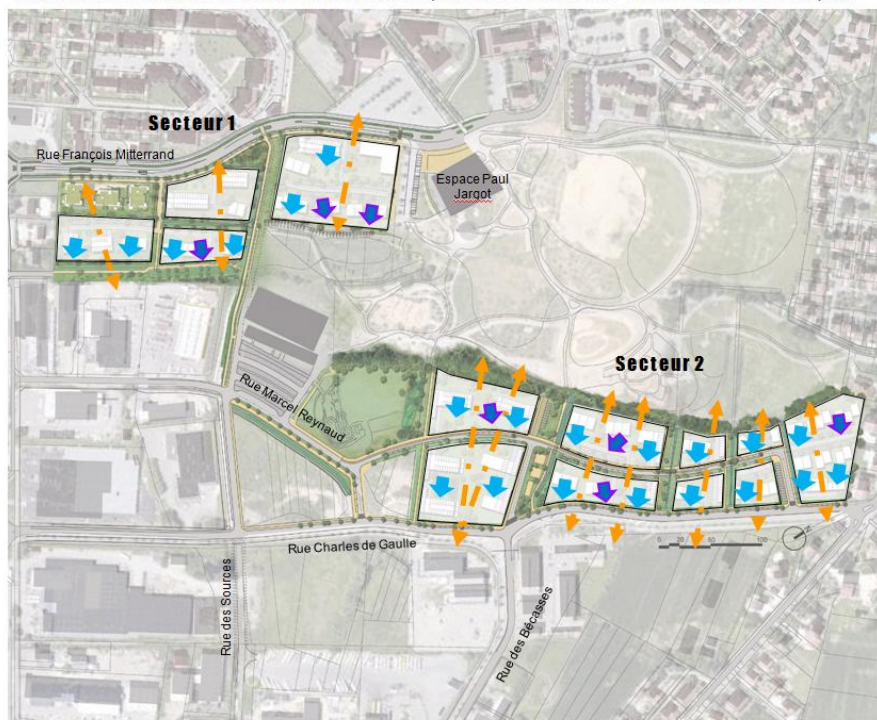 Secteur 1
Rue François Mitterrand
Espace Paul
Jargot
Secteur 2
Rue Marcel Reynaud
Rue Charles de Gaulle
Rue des Sources
Rue des Bécasses
0 20 50 100
N